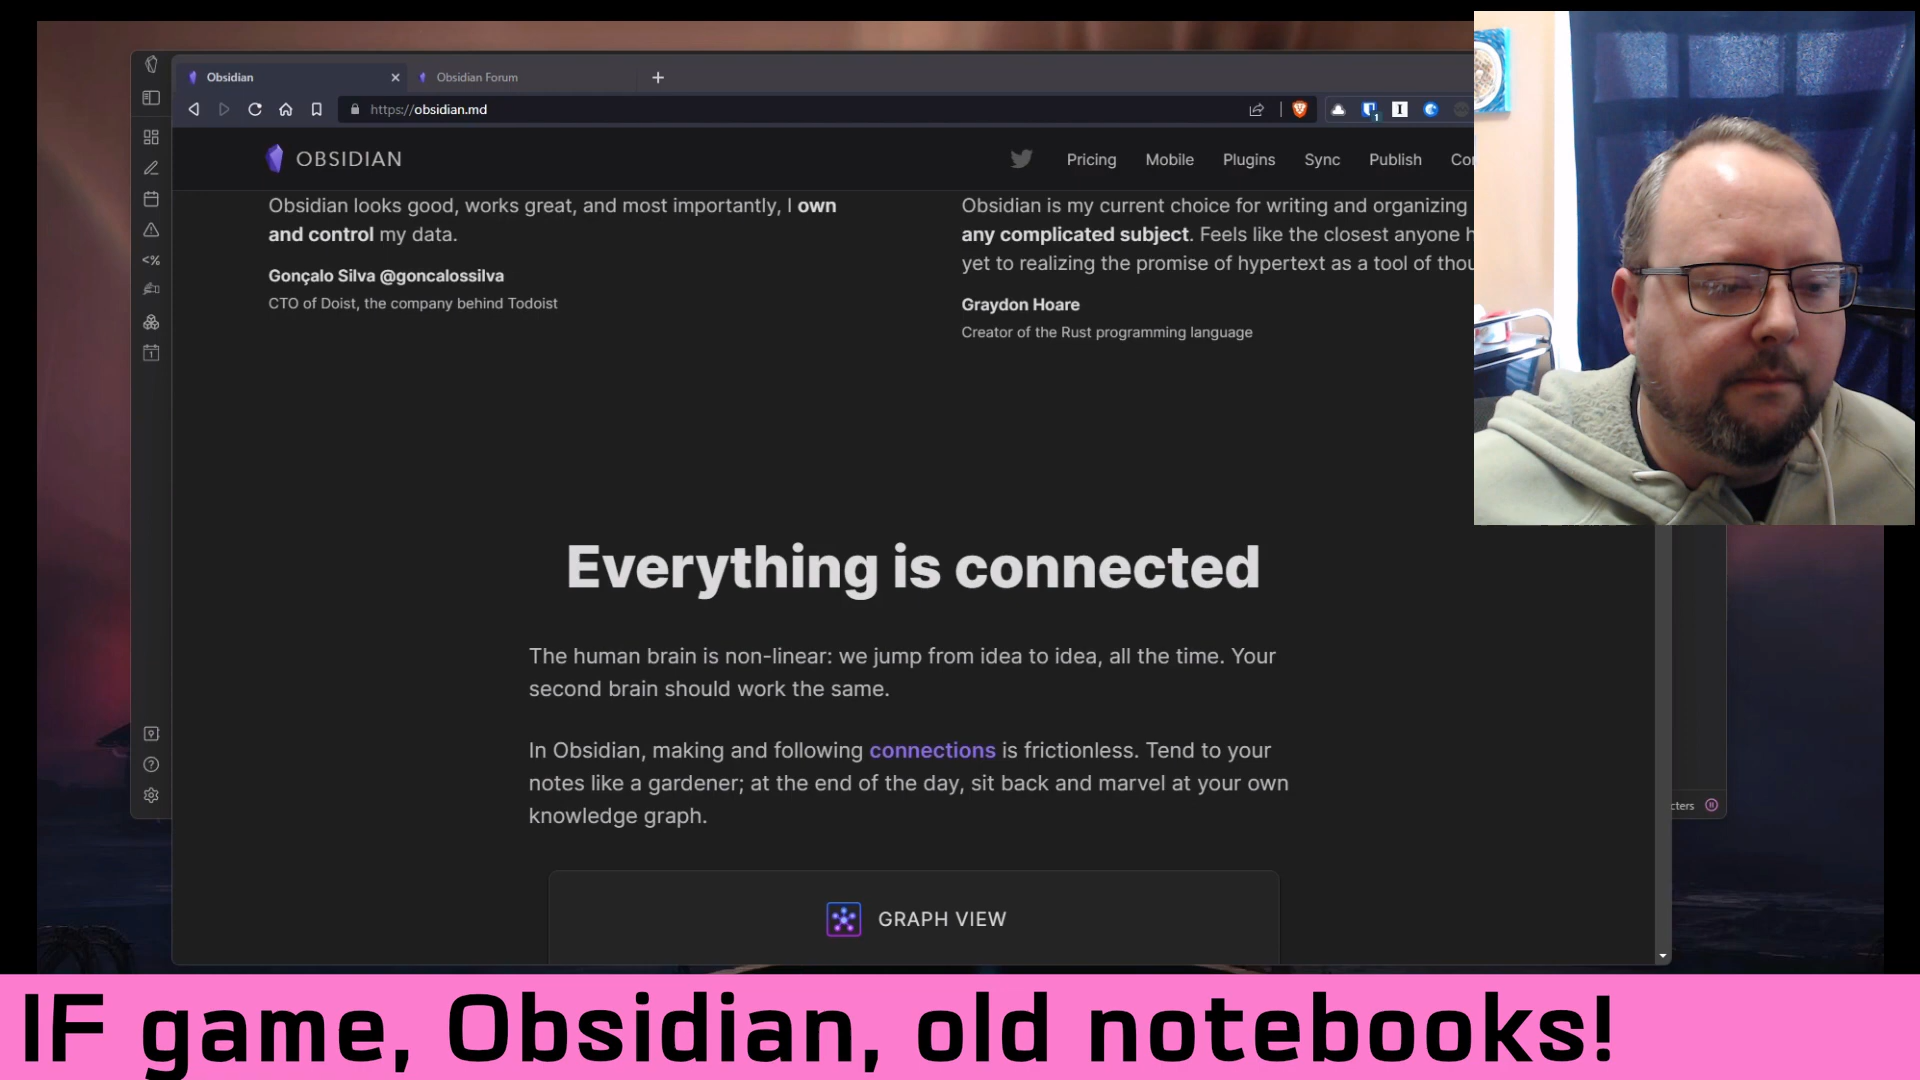 Obsidian
Obsidian Forum
https://obsidian.md
1
OBSIDIAN
Pricing
Mobile
Plugins
Sync
Publish
Obsidian looks good, works great, and most importantly, I own
and control my data.
Gonçalo Silva @goncalossilva
CTO of Doist, the company behind Todoist
Obsidian is my current choice for writing and organizing
any complicated subject. Feels like the closest anyone
yet to realizing the promise of hypertext as a tool of
Graydon Hoare
Creator of the Rust programming language
<%
1
Everything is connected
The human brain is non-linear: we jump from idea to idea, all the time. Your
second brain should work the same.
In Obsidian, making and following connections is frictionless. Tend to your
notes like a gardener; at the end of the day, sit back and marvel at your own
knowledge graph.
GRAPH VIEW
IF game, Obsidian, old notebooks!